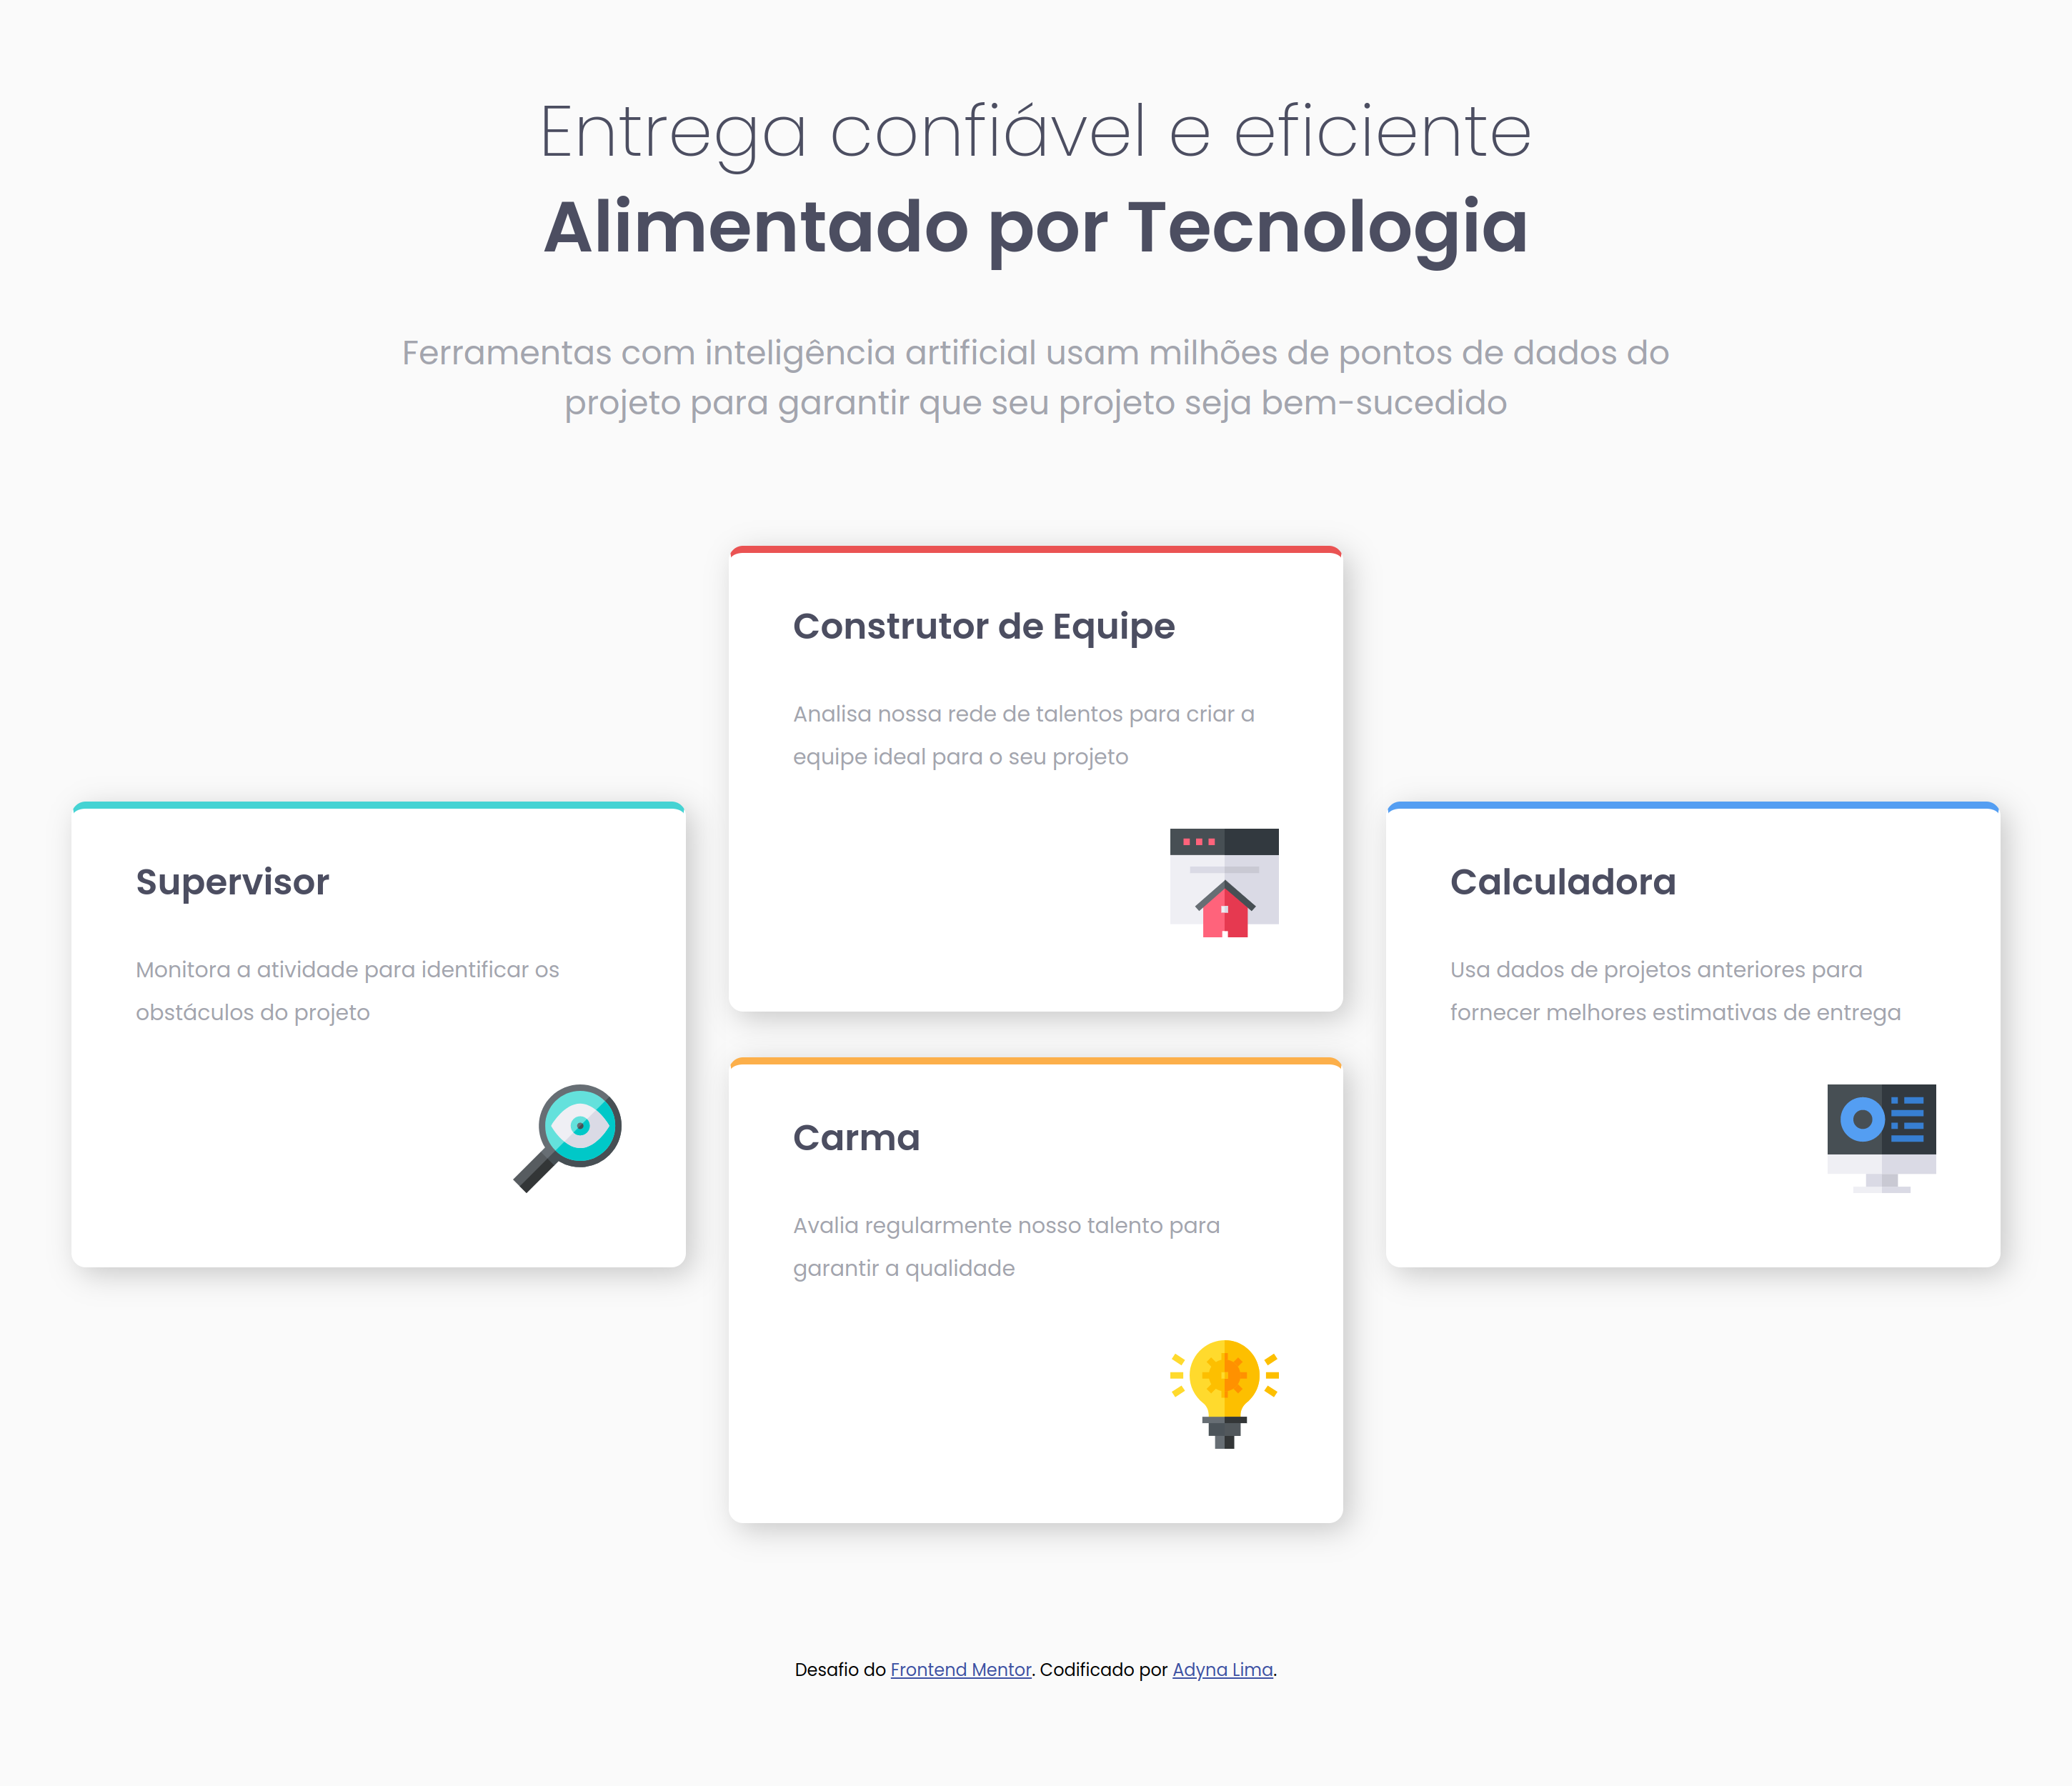 Entrega confiável e eficiente
Alimentado por Tecnologia
Ferramentas com inteligência artificial usam milhões de pontos de dados do
projeto para garantir que seu projeto seja bem-sucedido
Construtor de Equipe
Analisa nossa rede de talentos para criar a
equipe ideal para o seu projeto
Supervisor
Monitora a atividade para identificar os
obstáculos do projeto
Calculadora
Usa dados de projetos anteriores para
fornecer melhores estimativas de entrega
Carma
Avalia regularmente nosso talento para
garantir a qualidade
Desafio do Frontend Mentor. Codificado por Adyna Lima.